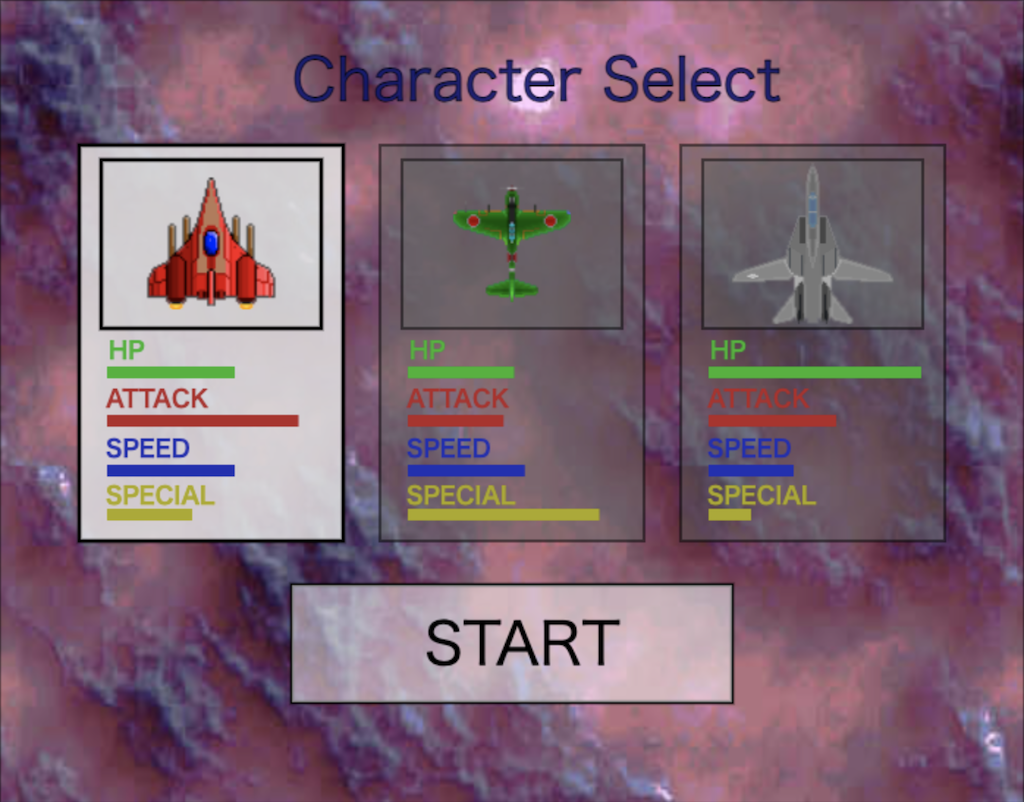 Character Select
HP
ATTACK
SPEED
SPECIAL
HP
ATTACK
SPEED
SPECIAL
HP
ATTACK
SPEED
SPECIAL
START